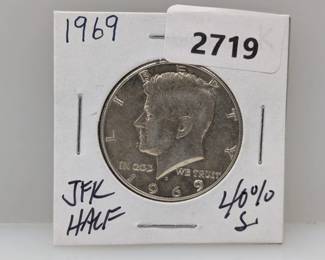 1969
2719
LIBERTY
IN GOD WE TRUST
1969
JFK
HALF
40%
S